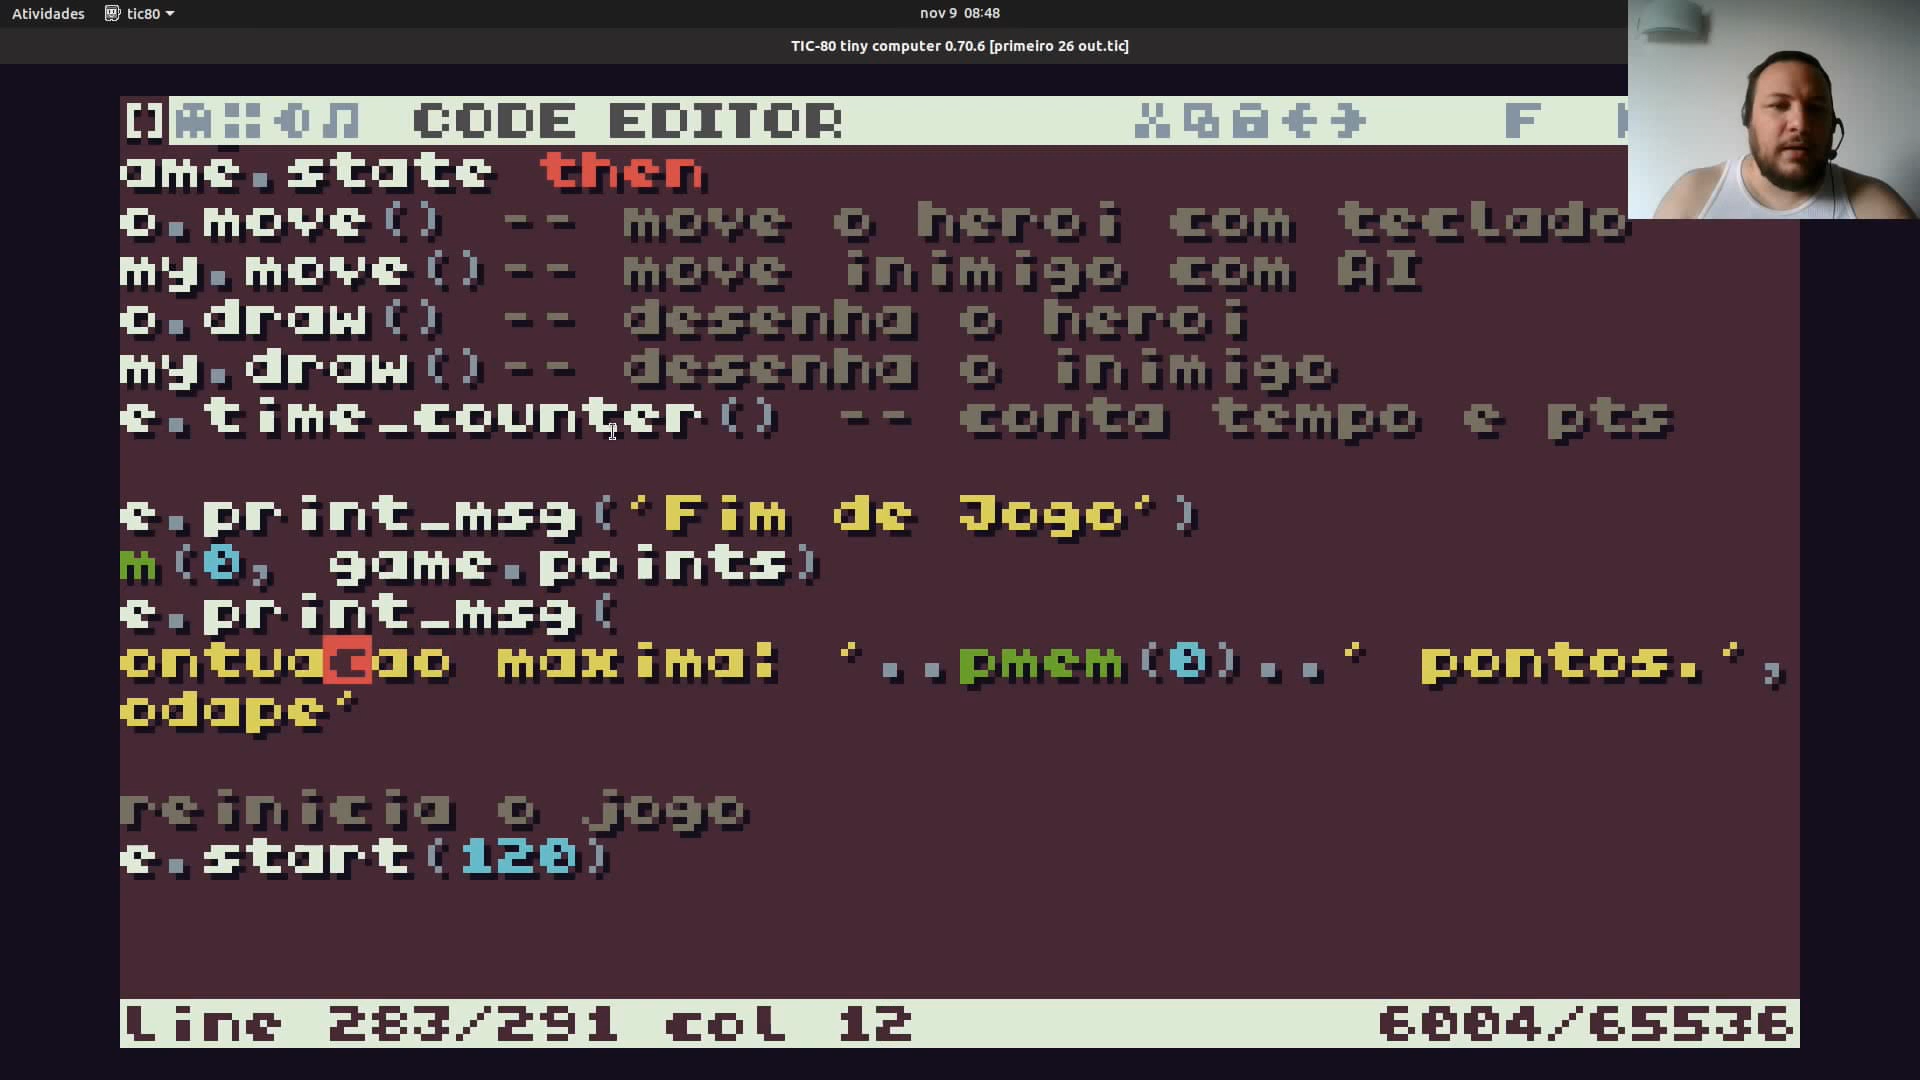 Atividades tic80 nov 9 08:48
TIC-80 tiny computer 0.70.6 [primeiro 26 out.tic]
CODE EDITOR F
ame.state then
o.move() -- move o heroi com teclado
my.move()-- move inimigo com AI
o.draw() -- desenha o heroi
my.draw()-- desenha o inimigo
e.time_counter() -- conta tempo e pts
e.print_msg('Fim de Jogo')
m(0, game.points)
e.print_msg(
ontuacao maxima: '..pmem(0)..' pontos.',
odape'
reinicia o jogo
e.start(120)
line 283/291 col 12 6004/65536